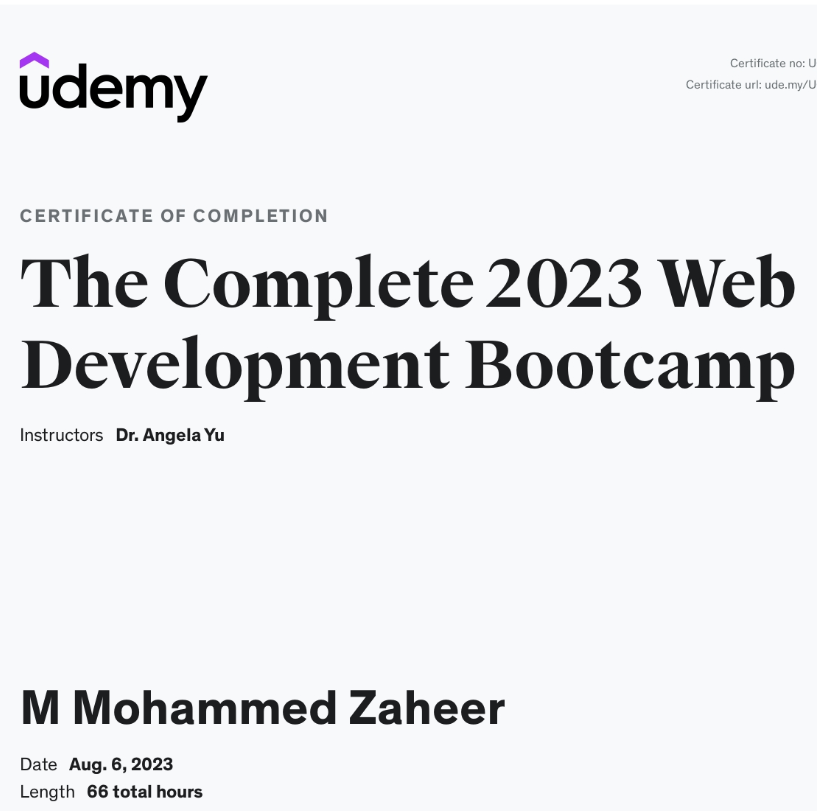 udemy
Certificate no: U
Certificate url: ude.my/U
CERTIFICATE OF COMPLETION
The Complete 2023 Web
Development Bootcamp
Instructors Dr. Angela Yu
M Mohammed Zaheer
Date Aug. 6, 2023
Length 66 total hours